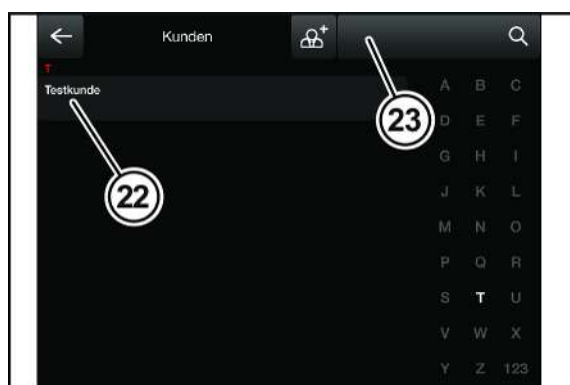 Kunden
T
Testkunde
A B C
D E F
G H I
J K L
M N O
P Q R
S T U
V W X
Y Z 123
22
23